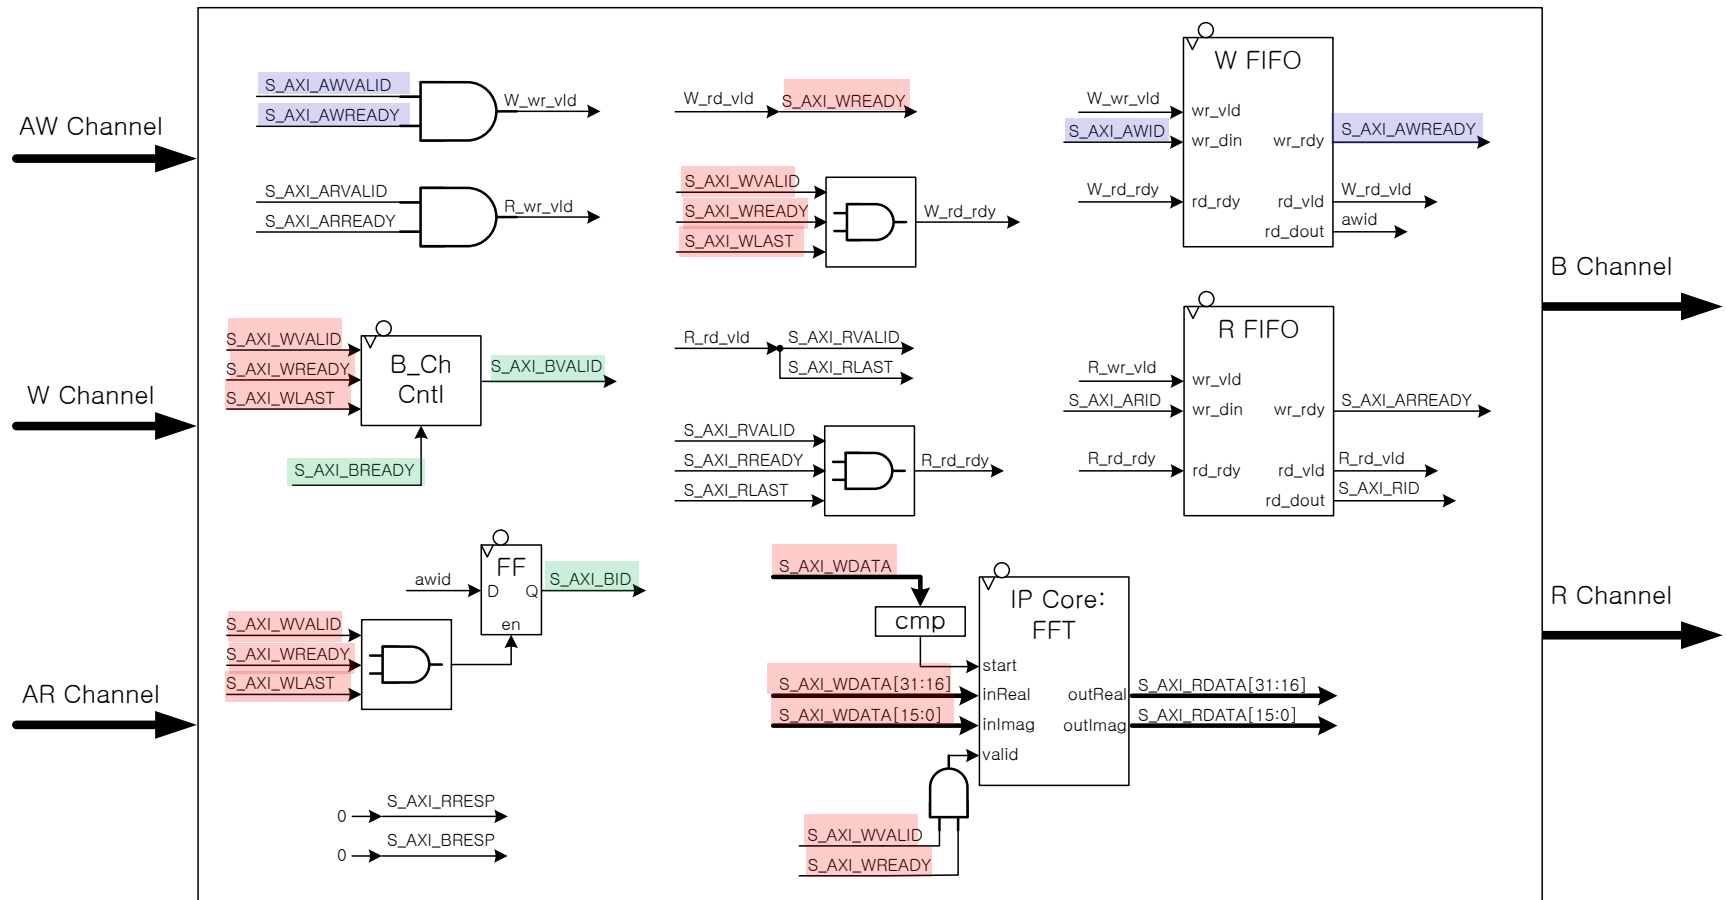 AW Channel
W Channel
AR Channel
S_AXI_AWVALID
S_AXI_AWREADY
W_wr_vld
S_AXI_ARVALID
S_AXI_ARREADY
R_wr_vld
S_AXI_WVALID
S_AXI_WREADY
S_AXI_WLAST
B_Ch
Cntl
S_AXI_BVALID
S_AXI_BREADY
awid
FF
D
Q
en
S_AXI_BID
S_AXI_WVALID
S_AXI_WREADY
S_AXI_WLAST
0
S_AXI_RRESP
0
S_AXI_BRESP
W_rd_vld
S_AXI_WREADY
S_AXI_WVALID
S_AXI_WREADY
S_AXI_WLAST
W_rd_rdy
R_rd_vld
S_AXI_RVALID
S_AXI_RLAST
S_AXI_RVALID
S_AXI_RREADY
S_AXI_RLAST
R_rd_rdy
S_AXI_WDATA
cmp
IP Core:
FFT
start
S_AXI_WDATA[31:16]
inReal
outReal
S_AXI_RDATA[31:16]
S_AXI_WDATA[15:0]
inImag
outImag
S_AXI_RDATA[15:0]
valid
S_AXI_WVALID
S_AXI_WREADY
W FIFO
W_wr_vld
wr_vld
S_AXI_AWID
wr_din
wr_rdy
S_AXI_AWREADY
W_rd_rdy
rd_rdy
rd_vld
W_rd_vld
rd_dout
awid
R FIFO
R_wr_vld
wr_vld
S_AXI_ARID
wr_din
wr_rdy
S_AXI_ARREADY
R_rd_rdy
rd_rdy
rd_vld
R_rd_vld
rd_dout
S_AXI_RID
B Channel
R Channel